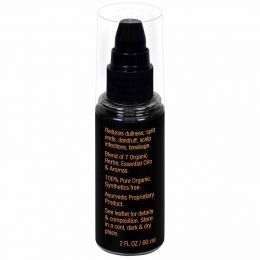 Reduces dullness, split
ends, dandruff, scalp
infections, breakage.
Blend of 7 Organic
Herbs, Essential Oils
& Aromas.
100% Pure Organic.
Synthetics free.
Ayurvedic Proprietary
Product.
See leaflet for details
& composition. Store
in a cool, dark & dry
place.
2 FL OZ / 60 ml